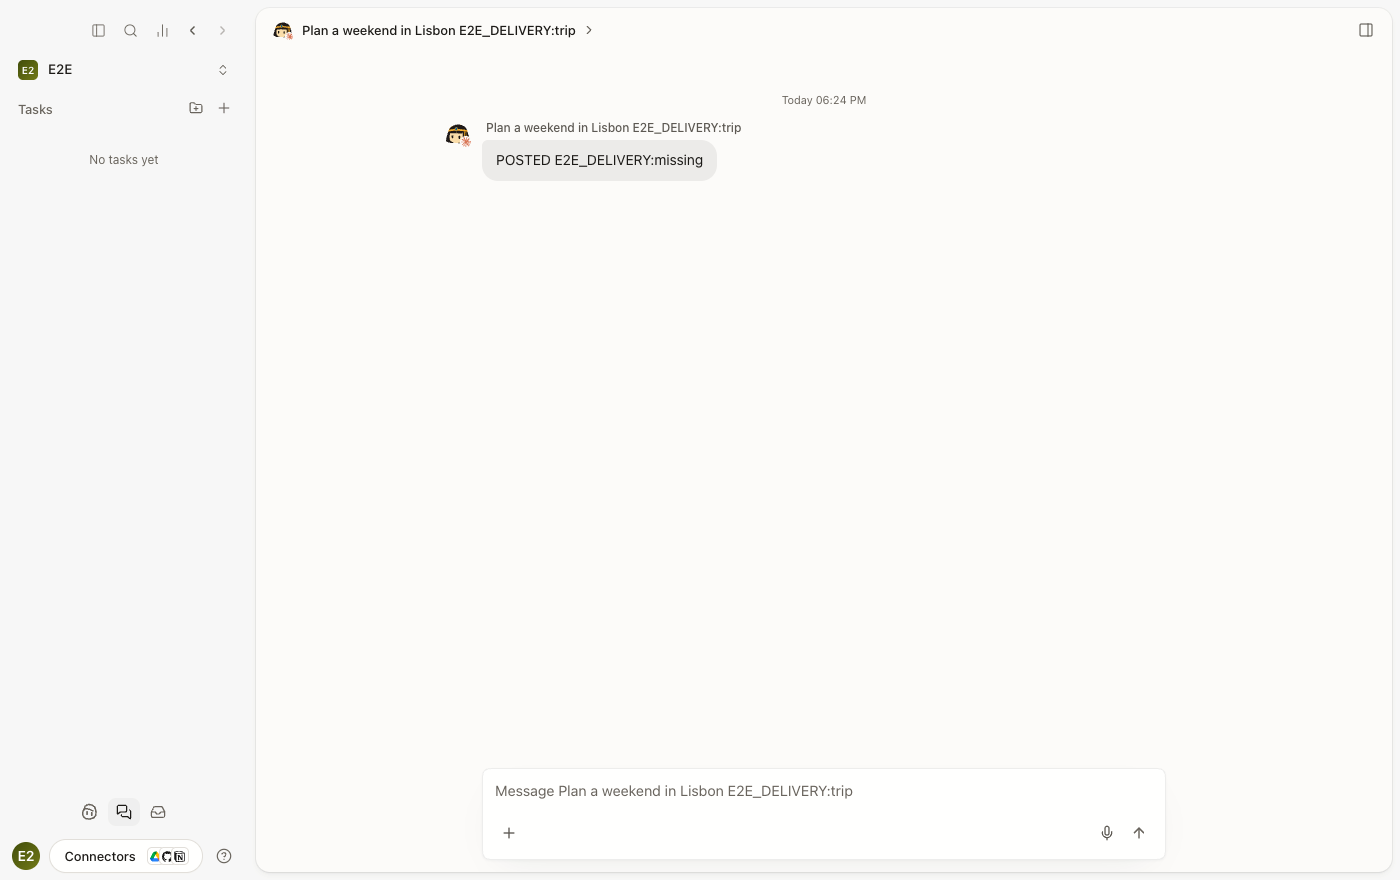 Plan a weekend in Lisbon E2E_DELIVERY:trip
E2 E2E
Tasks
No tasks yet
Today 06:24 PM
Plan a weekend in Lisbon E2E_DELIVERY:trip
POSTED E2E_DELIVERY:missing
Message Plan a weekend in Lisbon E2E_DELIVERY:trip
E2 Connectors